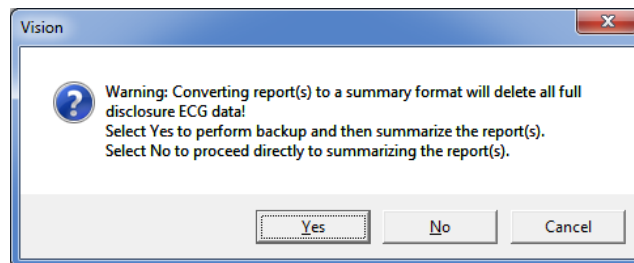 Vision
Warning: Converting report(s) to a summary format will delete all full
disclosure ECG data!
Select Yes to perform backup and then summarize the report(s).
Select No to proceed directly to summarizing the report(s).
Yes
No
Cancel